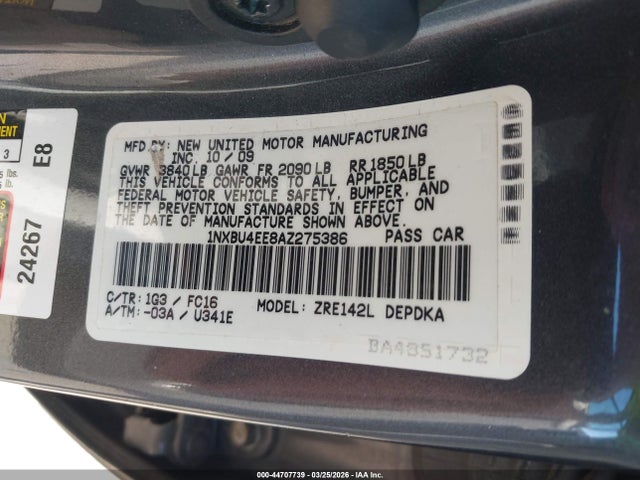 MFD BY: NEW UNITED MOTOR MANUFACTURING
INC. 10 / 09
GVWR 3840 LB GAWR FR 2090 LB RR 1850 LB
THIS VEHICLE CONFORMS TO ALL APPLICABLE
FEDERAL MOTOR VEHICLE SAFETY, BUMPER, AND
THEFT PREVENTION STANDARDS IN EFFECT ON
THE DATE OF MANUFACTURE SHOWN ABOVE.
1NXBU4EE8AZ275386 PASS CAR
C/TR: 1G3 / FC16 MODEL: ZRE142L DEPDKA
A/TM: -03A / U341E
BA4851732
24267 E8
3
lbs.
lb.
000-44707739 - 03/25/2026 - IAA Inc.